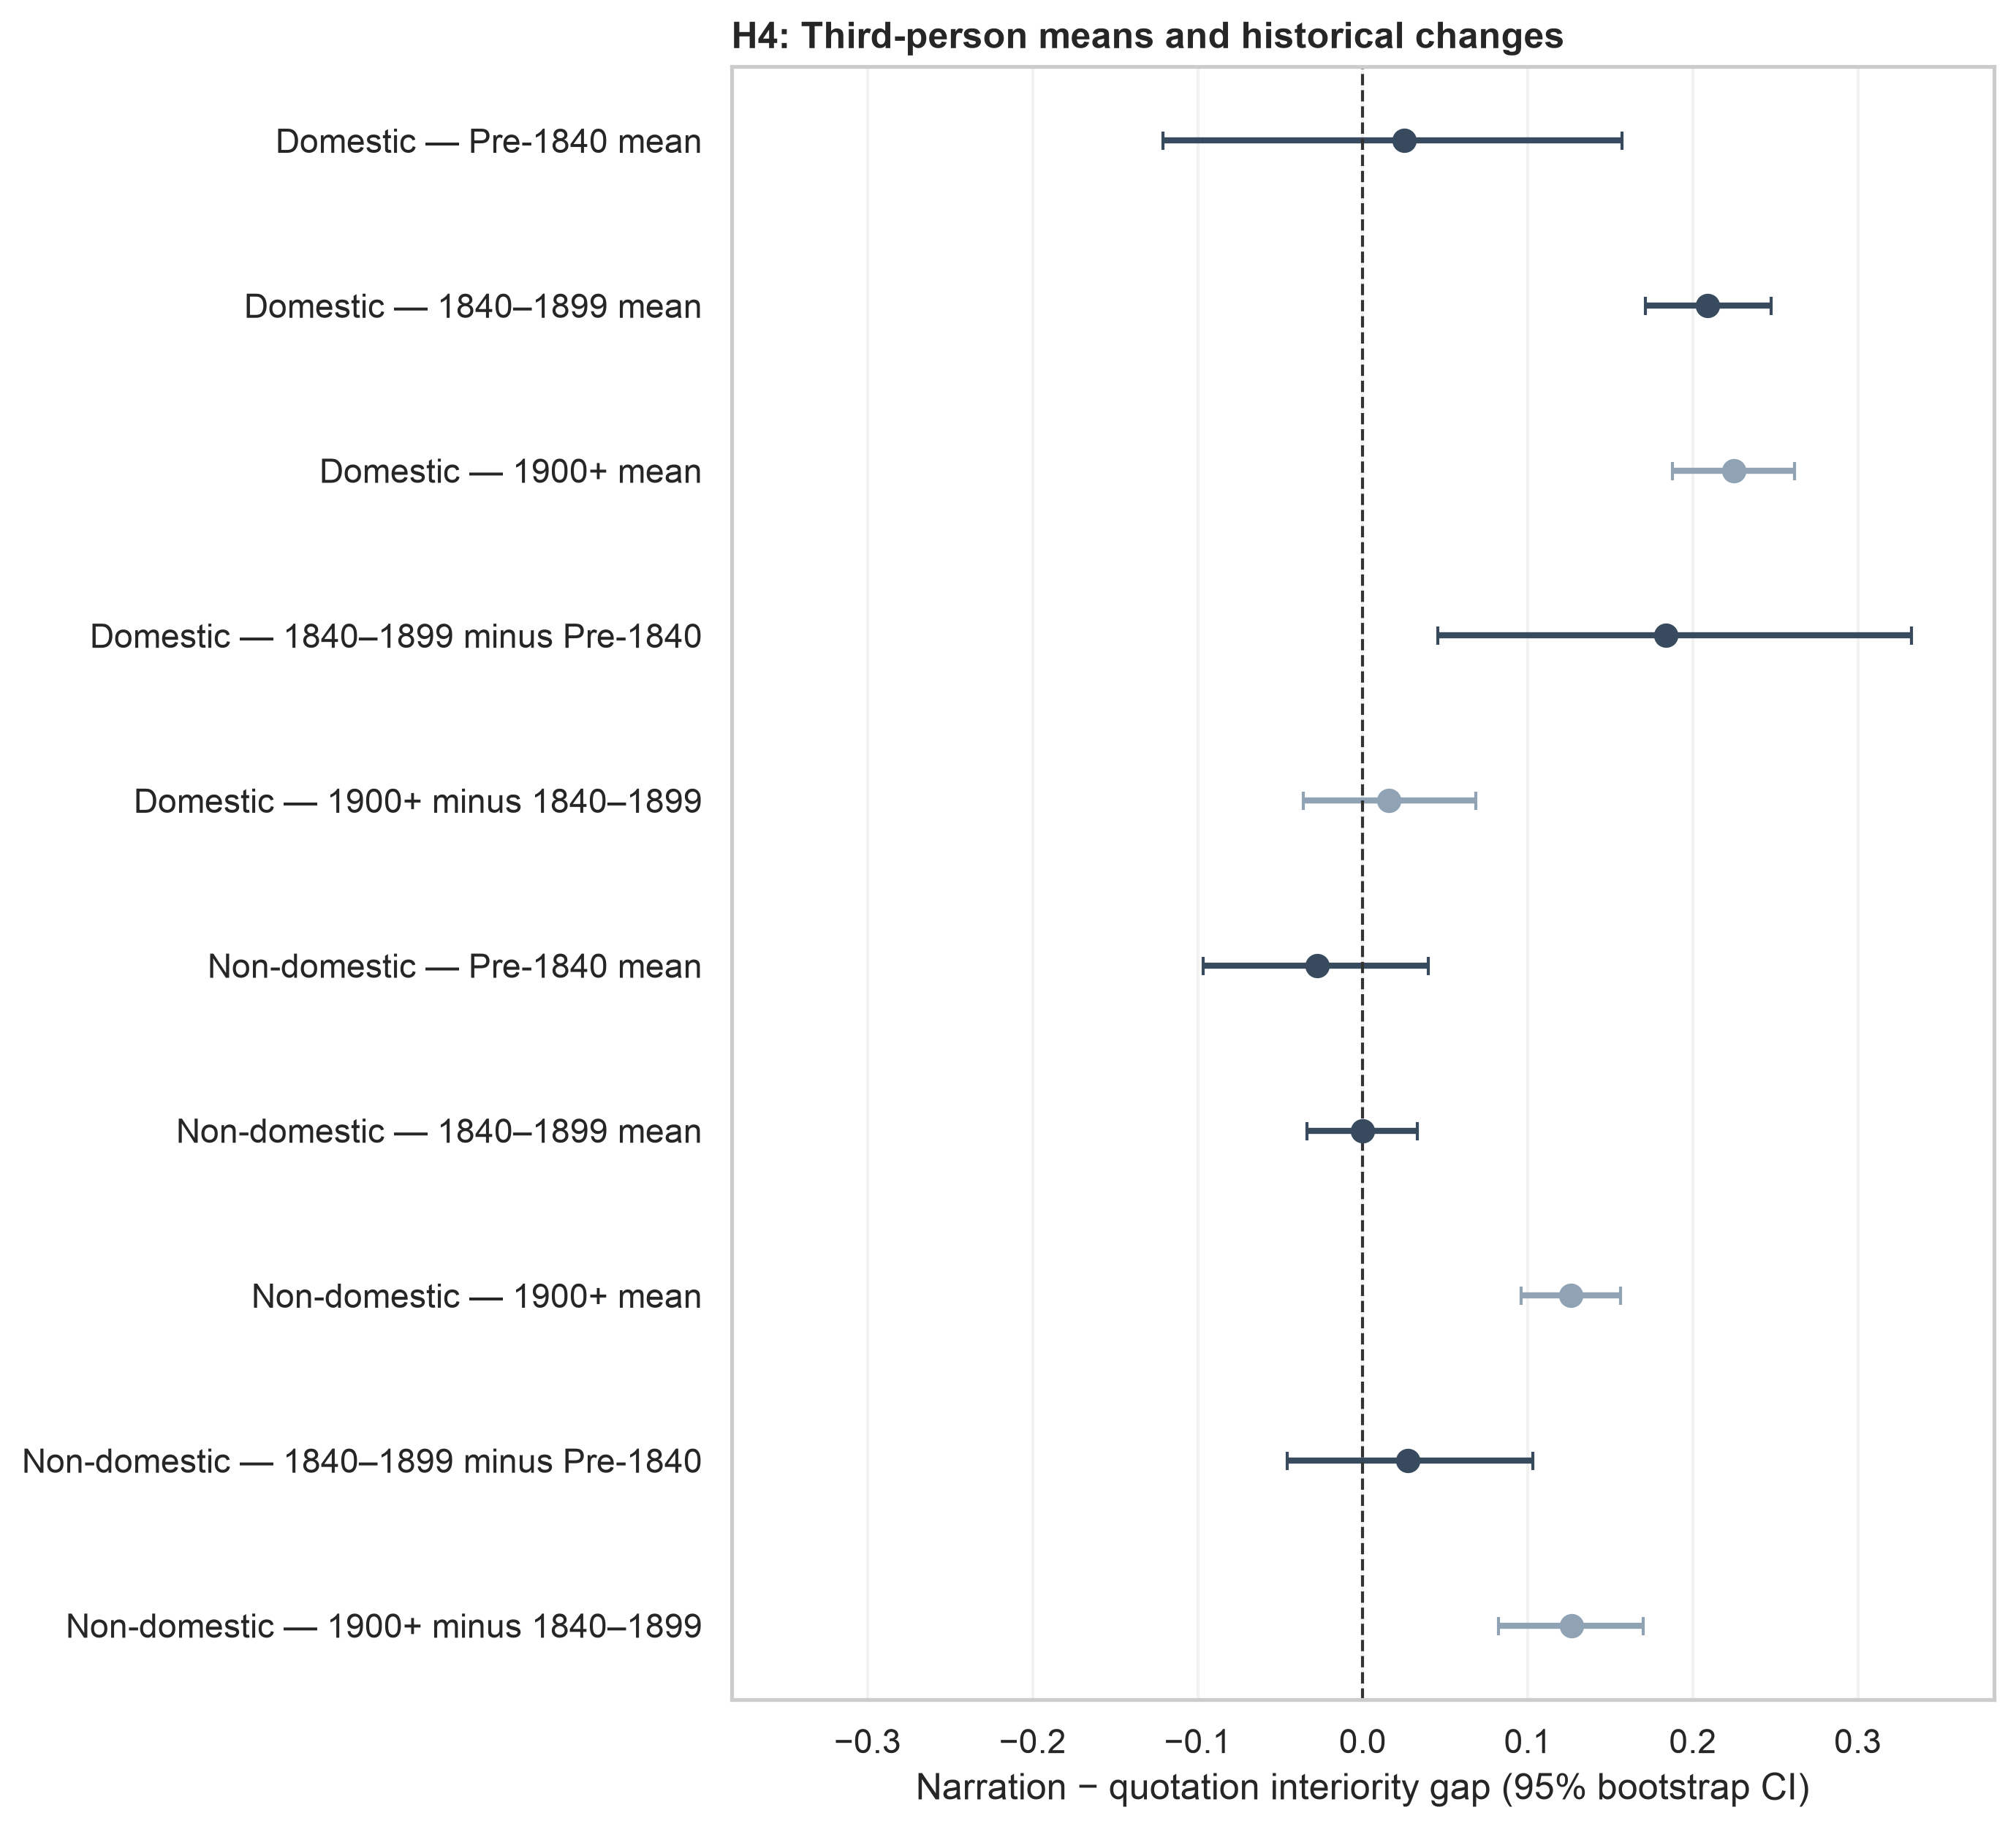 H4: Third-person means and historical changes
Domestic — Pre-1840 mean
Domestic — 1840–1899 mean
Domestic — 1900+ mean
Domestic — 1840–1899 minus Pre-1840
Domestic — 1900+ minus 1840–1899
Non-domestic — Pre-1840 mean
Non-domestic — 1840–1899 mean
Non-domestic — 1900+ mean
Non-domestic — 1840–1899 minus Pre-1840
Non-domestic — 1900+ minus 1840–1899
−0.3 −0.2 −0.1 0.0 0.1 0.2 0.3
Narration − quotation interiority gap (95% bootstrap CI)